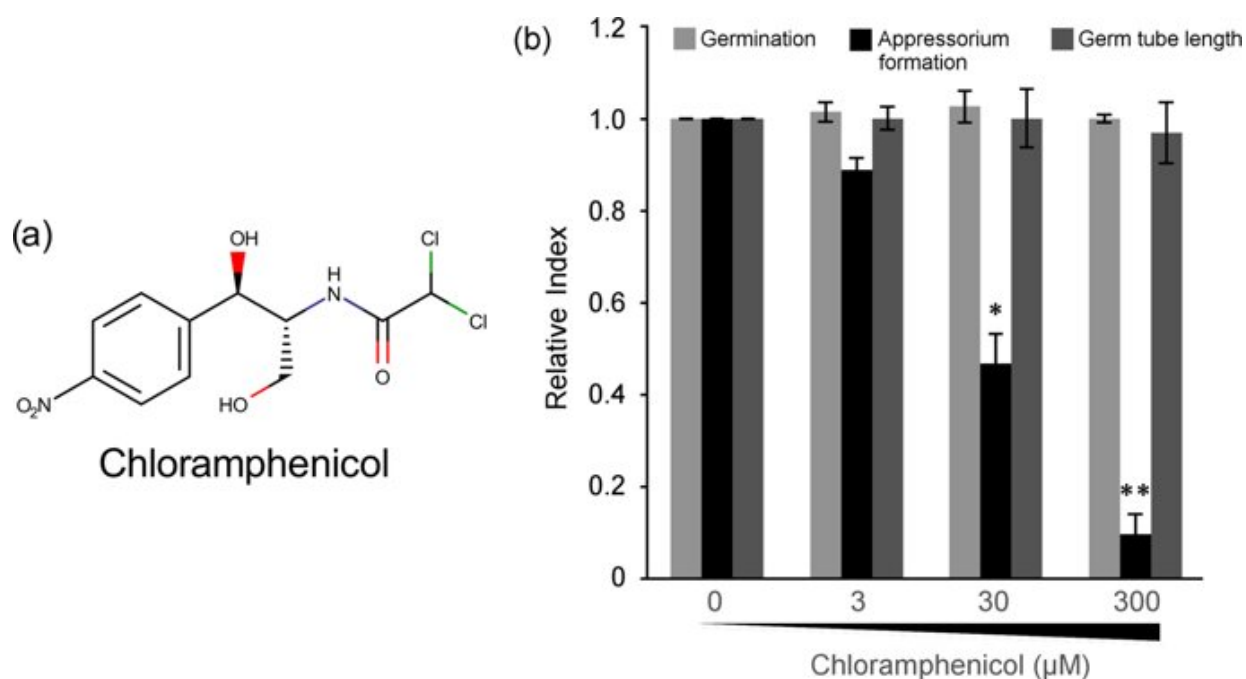 (a)
OH
H
N
Cl
Cl
O
HO
O₂N
Chloramphenicol
(b)
Germination
Appressorium
formation
Germ tube length
Relative Index
1.2
1.0
0.8
0.6
0.4
0.2
0
*
**
0 3 30 300
Chloramphenicol (μM)